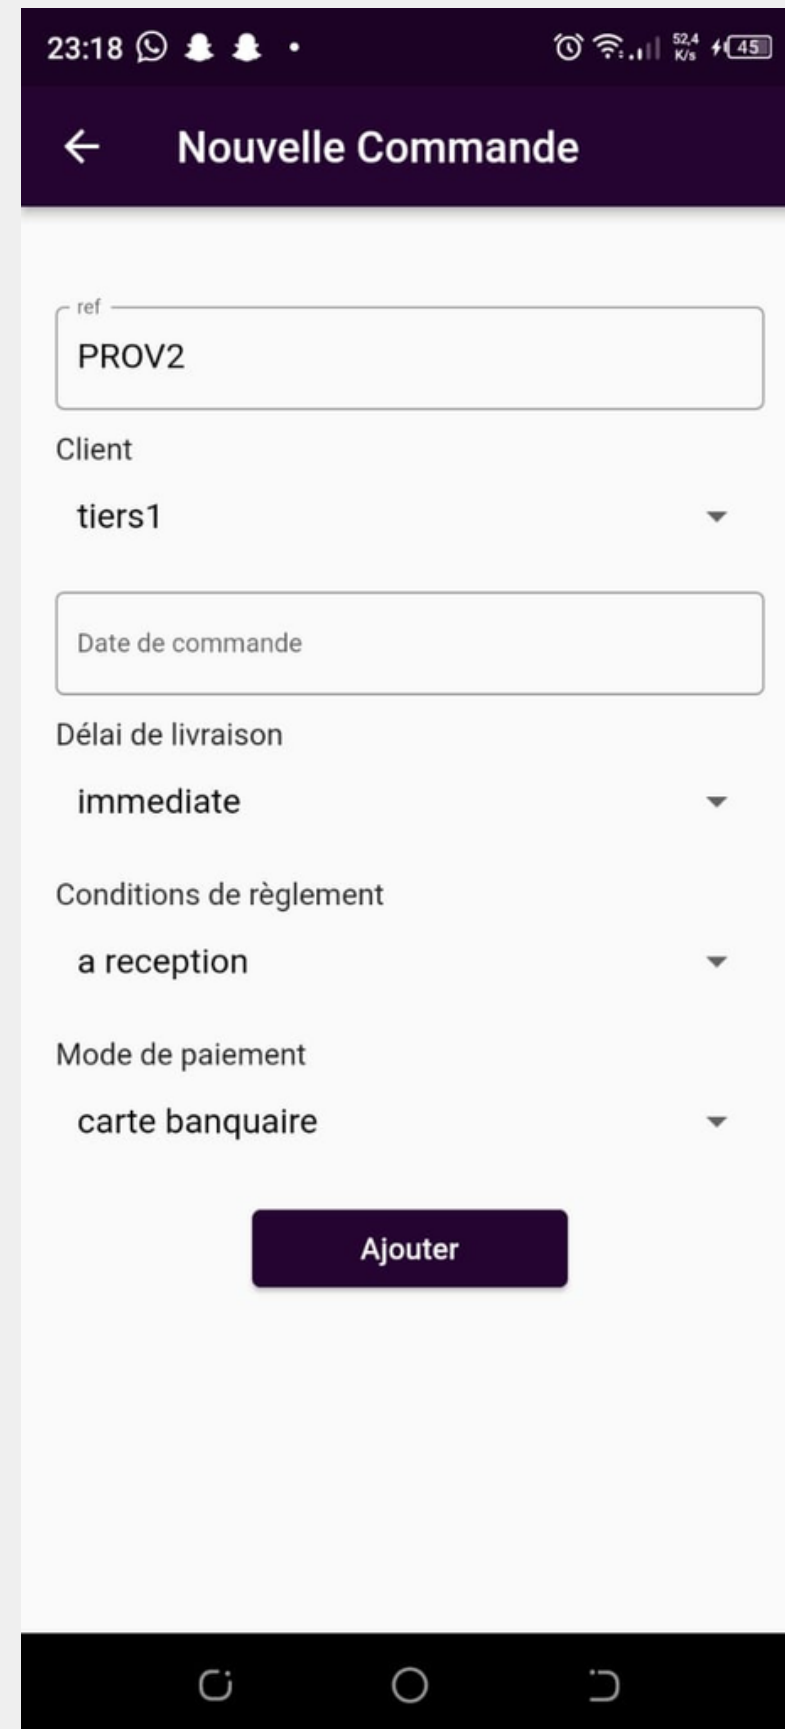 23:18
52,4
K/s
45
Nouvelle Commande
ref
PROV2
Client
tiers1
Date de commande
Délai de livraison
immediate
Conditions de règlement
a reception
Mode de paiement
carte banquaire
Ajouter